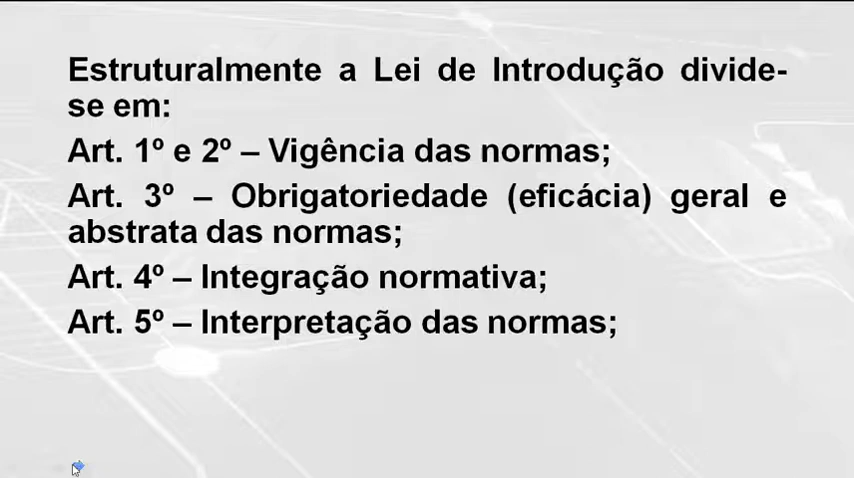 Estruturalmente a Lei de Introdução divide-
se em:
Art. 1º e 2º – Vigência das normas;
Art. 3º – Obrigatoriedade (eficácia) geral e
abstrata das normas;
Art. 4º – Integração normativa;
Art. 5º – Interpretação das normas;